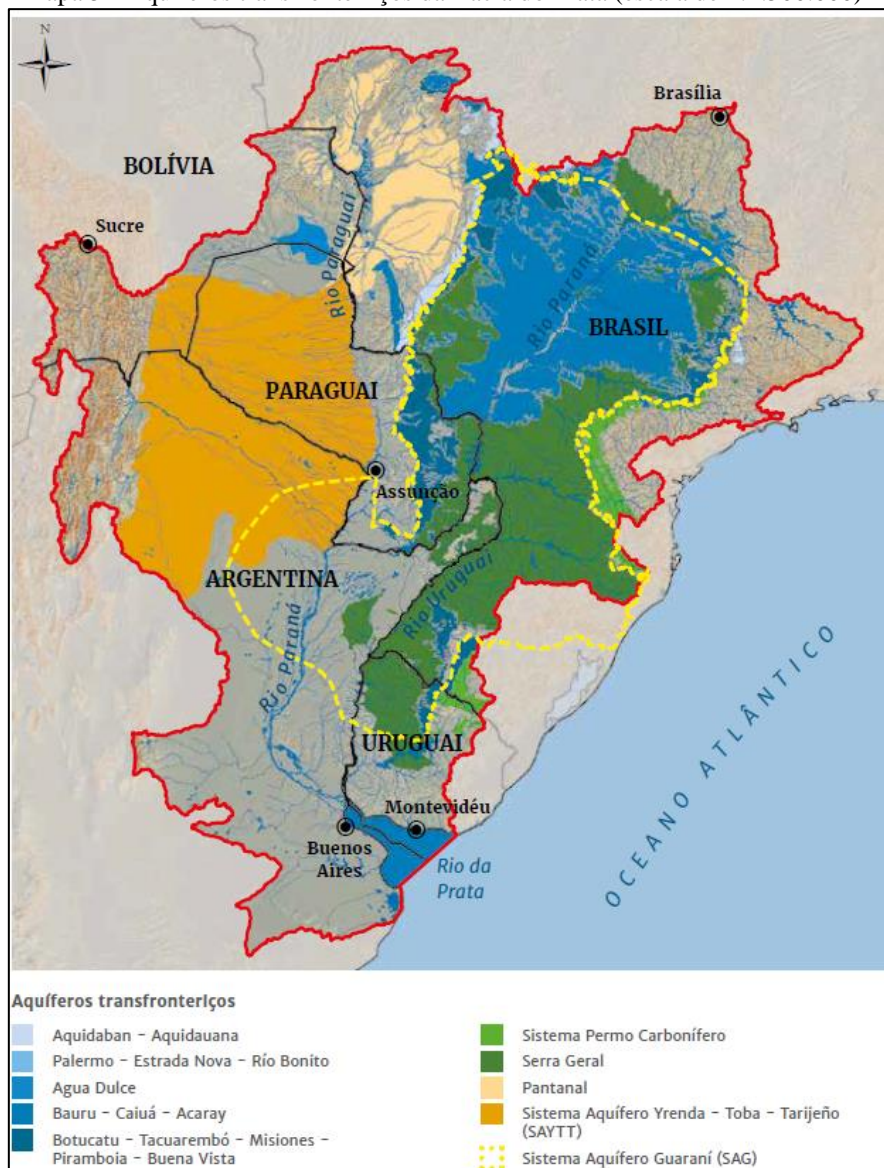 N
Brasília
BOLÍVIA
Sucre
Rio Paraguai
Rio Paraná
BRASIL
PARAGUAI
Assunção
ARGENTINA
Rio Uruguai
Rio Paraná
URUGUAI
Montevidéu
Buenos
Aires
Rio da
Prata
OCEANO ATLÂNTICO
Aquíferos transfronteriços
Aquidaban - Aquidauana
Palermo - Estrada Nova - Río Bonito
Agua Dulce
Bauru - Caiuá - Acaray
Botucatu - Tacuarembó - Misiones -
Piramboia - Buena Vista
Sistema Permo Carbonífero
Serra Geral
Pantanal
Sistema Aquífero Yrenda - Toba - Tarijeño
(SAYTT)
Sistema Aquífero Guaraní (SAG)